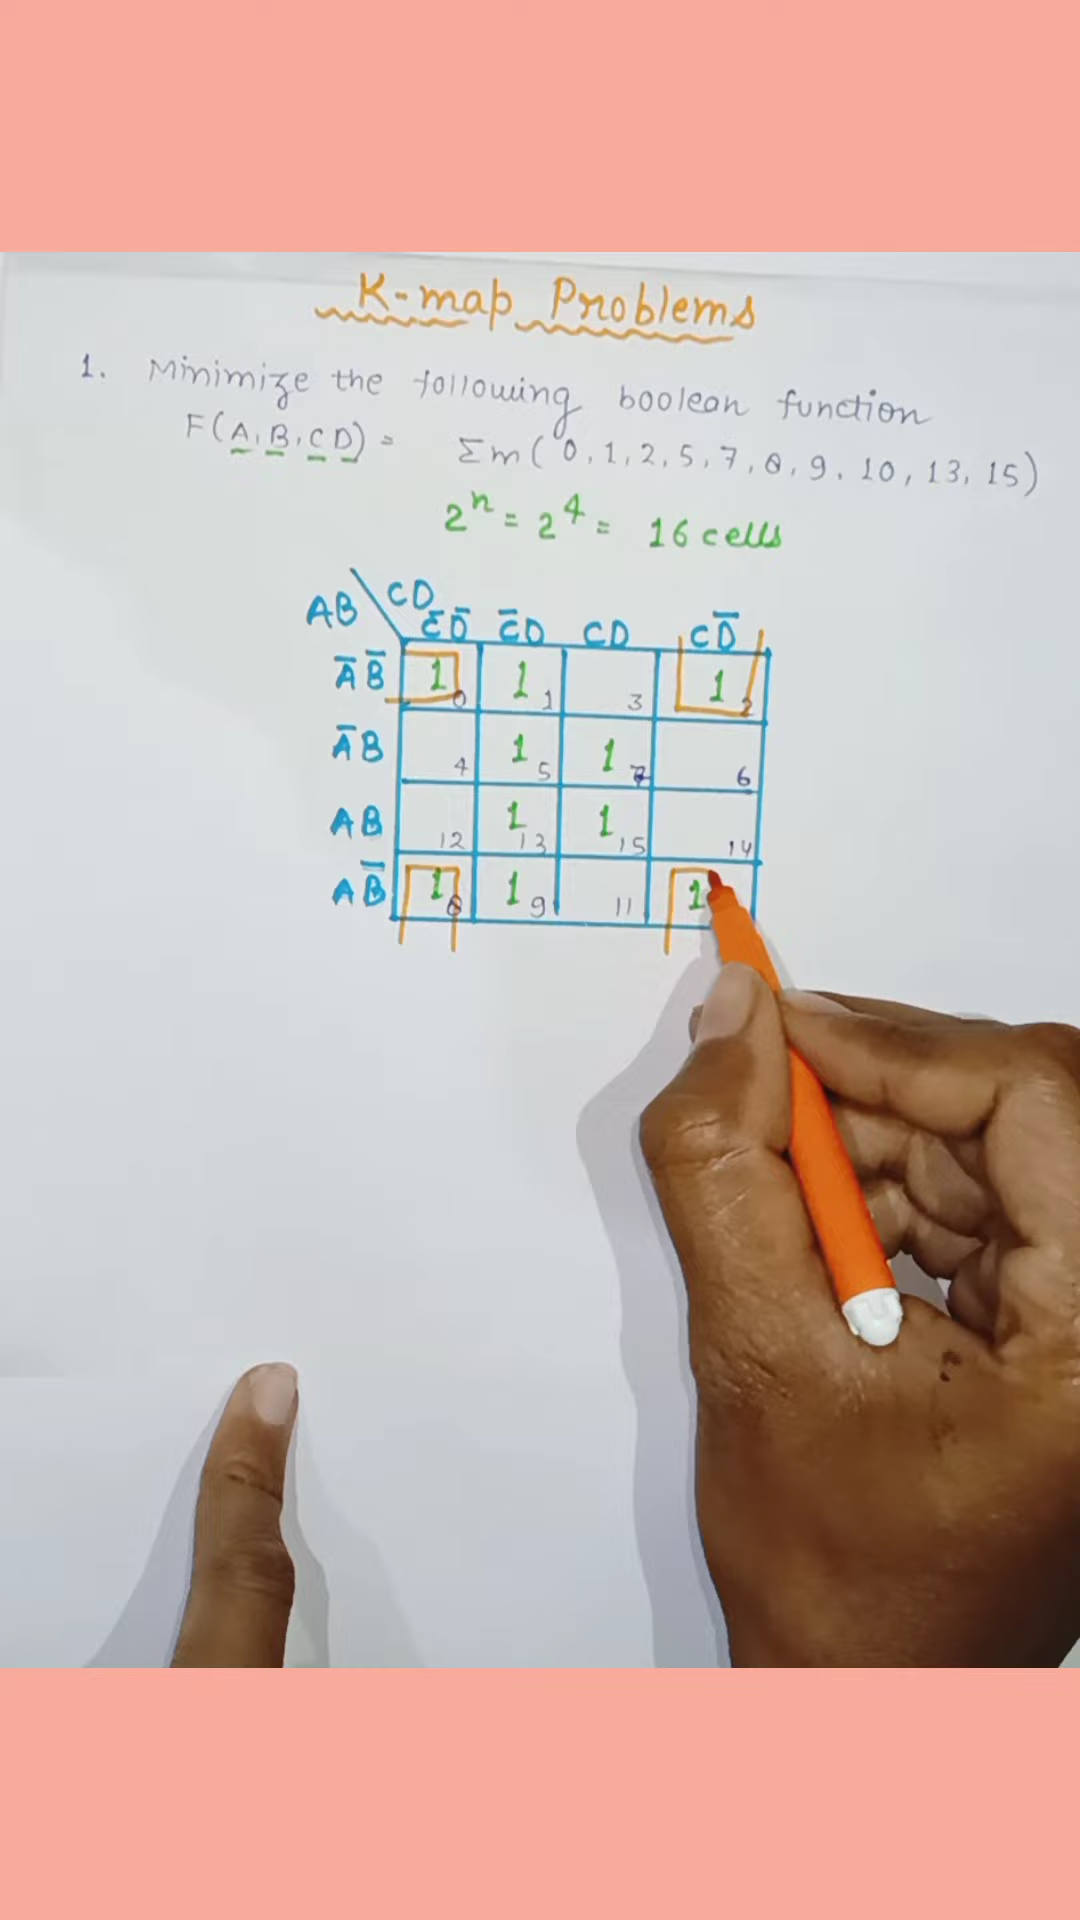 K-map Problems
1. Minimize the following boolean function
F(A, B, C D) = Σm( 0, 1, 2, 5, 7, 8, 9, 10, 13, 15)
2ⁿ = 2⁴ = 16 cells
AB \ CD
C̅D̅ C̅D CD CD̅
A̅B̅ 1 0 1 1 3 1 2
A̅B 4 1 5 1 7 6
AB 12 1 13 1 15 14
AB̅ 1 8 1 9 11 1